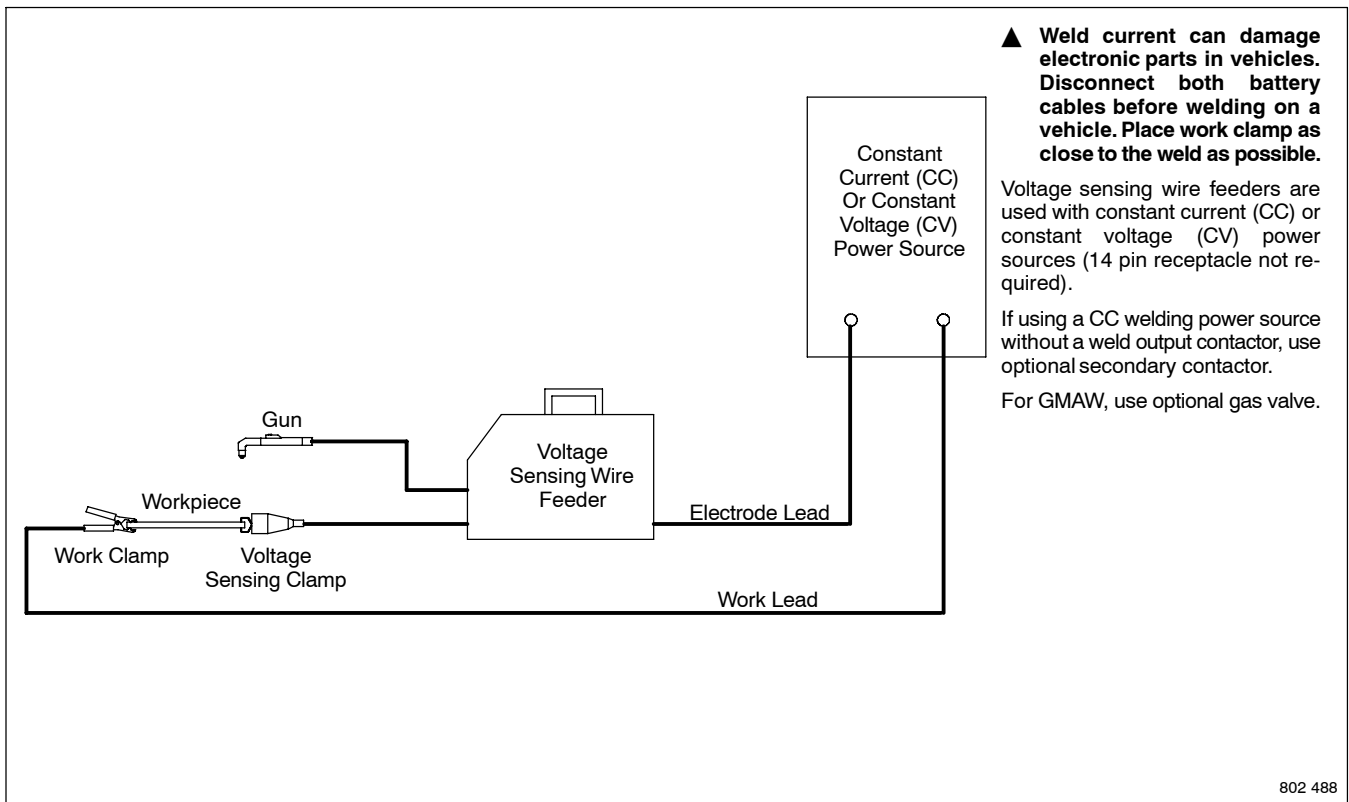 ▲ Weld current can damage
electronic parts in vehicles.
Disconnect both battery
cables before welding on a
vehicle. Place work clamp as
close to the weld as possible.
Voltage sensing wire feeders are
used with constant current (CC) or
constant voltage (CV) power
sources (14 pin receptacle not re-
quired).
If using a CC welding power source
without a weld output contactor, use
optional secondary contactor.
For GMAW, use optional gas valve.
Constant
Current (CC)
Or Constant
Voltage (CV)
Power Source
Gun
Voltage
Sensing Wire
Feeder
Workpiece
Electrode Lead
Work Clamp
Voltage
Sensing Clamp
Work Lead
802 488